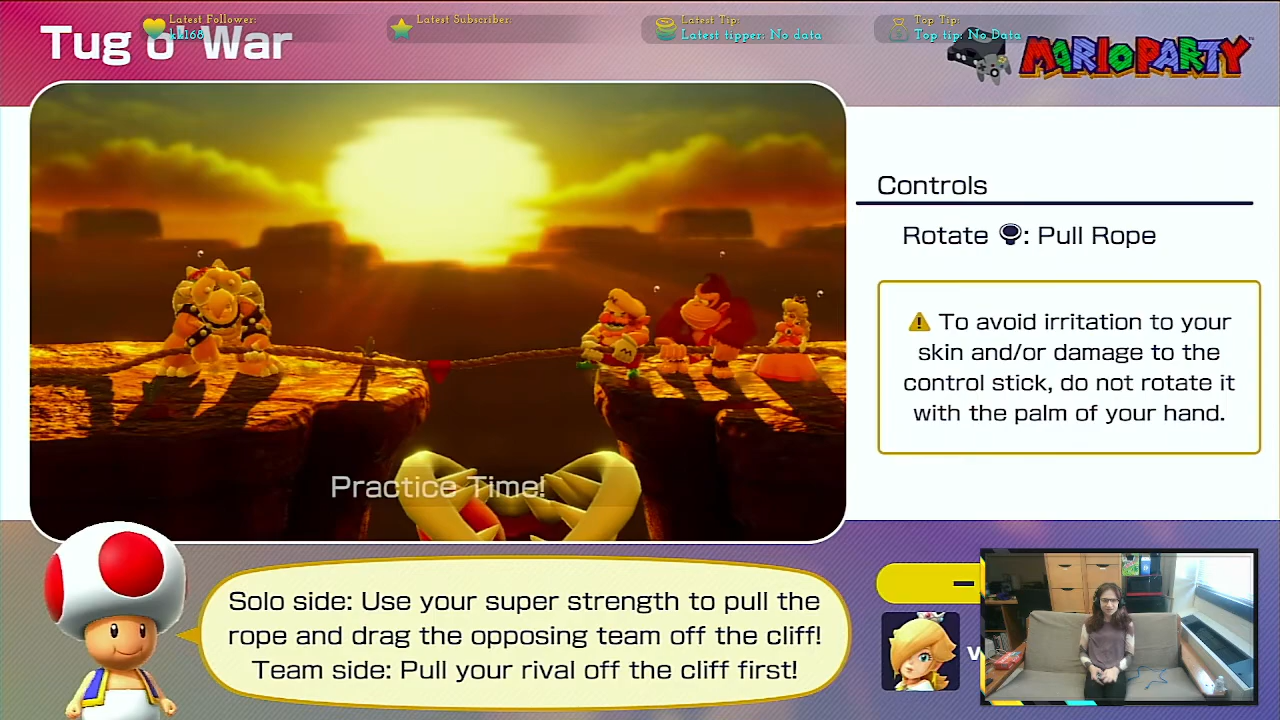 Latest Follower:
Latest Subscriber:
Latest Tip:
Latest tipper: No data
Top Tip:
Top tip: No Data
Tug o' War
MARIO PARTY
Controls
Rotate : Pull Rope
To avoid irritation to your
skin and/or damage to the
control stick, do not rotate it
with the palm of your hand.
Practice Time!
Solo side: Use your super strength to pull the
rope and drag the opposing team off the cliff!
Team side: Pull your rival off the cliff first!